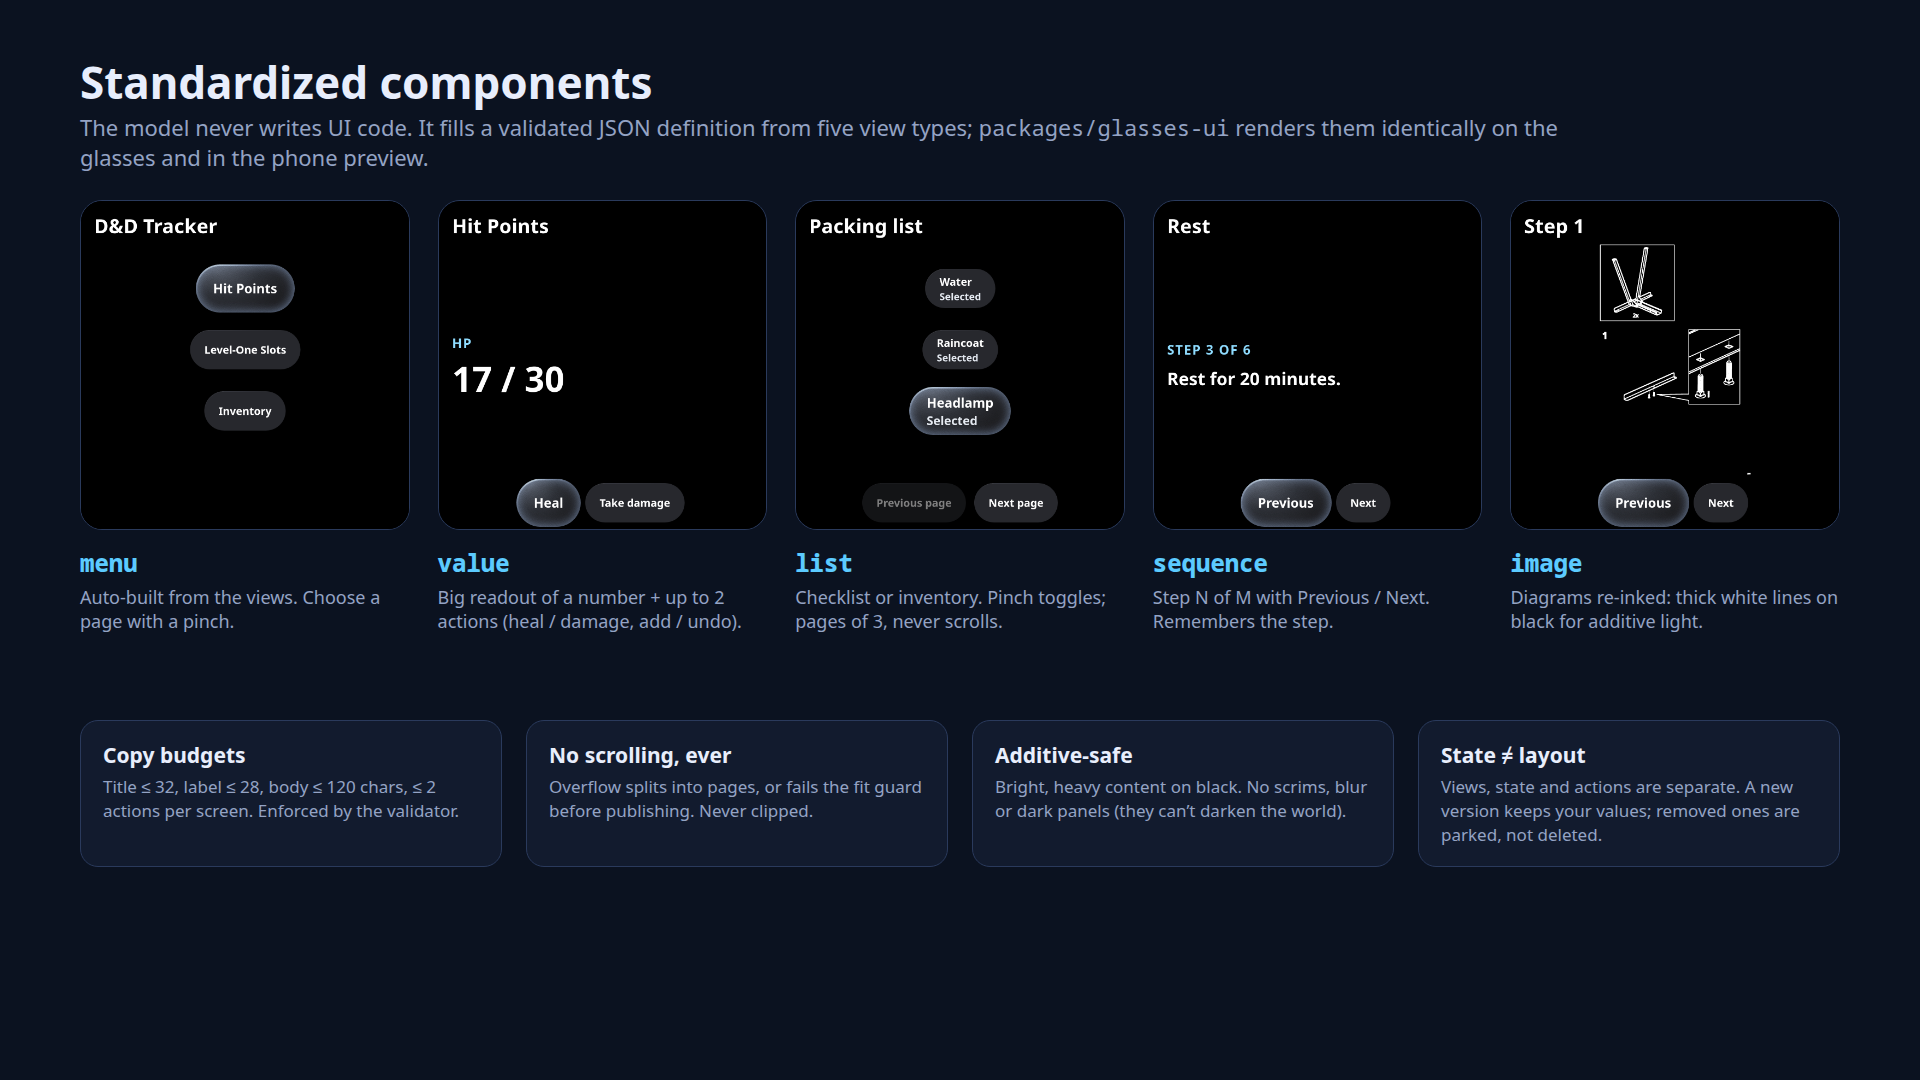 Standardized components
The model never writes UI code. It fills a validated JSON definition from five view types; packages/glasses-ui renders them identically on the
glasses and in the phone preview.
D&D Tracker
Hit Points
Level-One Slots
Inventory
Hit Points
HP
17 / 30
Heal
Take damage
Packing list
Water
Selected
Raincoat
Selected
Headlamp
Selected
Previous page
Next page
Rest
STEP 3 OF 6
Rest for 20 minutes.
Previous
Next
Step 1
2x
1
Previous
Next
menu
Auto-built from the views. Choose a
page with a pinch.
value
Big readout of a number + up to 2
actions (heal / damage, add / undo).
list
Checklist or inventory. Pinch toggles;
pages of 3, never scrolls.
sequence
Step N of M with Previous / Next.
Remembers the step.
image
Diagrams re-inked: thick white lines on
black for additive light.
Copy budgets
Title ≤ 32, label ≤ 28, body ≤ 120 chars, ≤ 2
actions per screen. Enforced by the validator.
No scrolling, ever
Overflow splits into pages, or fails the fit guard
before publishing. Never clipped.
Additive-safe
Bright, heavy content on black. No scrims, blur
or dark panels (they can’t darken the world).
State ≠ layout
Views, state and actions are separate. A new
version keeps your values; removed ones are
parked, not deleted.